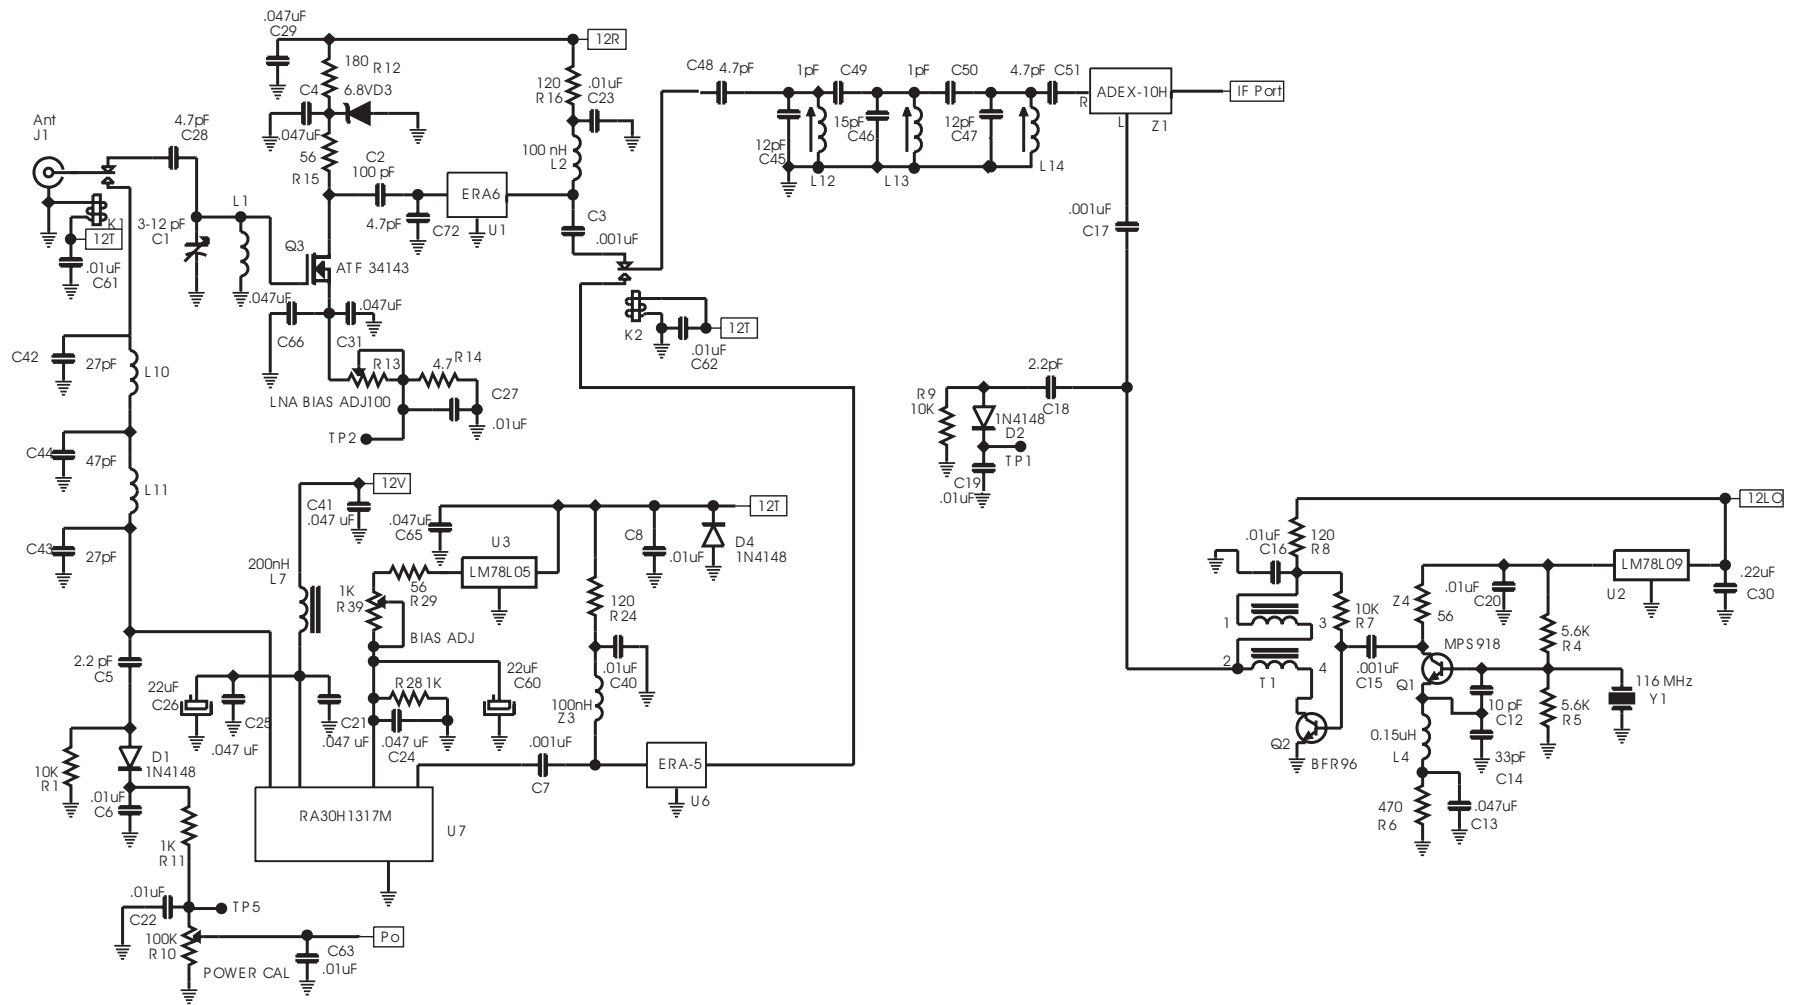 .047uF
C29
12R
180 R12
C4 6.8VD3
.047uF
56
R15
120
R16
.01uF
C23
100 nH
L2
C48 4.7pF
1pF C49
1pF C50
4.7pF C51
R ADEX-10H
L Z1
IF Port
12pF
C45
15pF
C46
12pF
C47
L12
L13
L14
Ant
J1
4.7pF
C28
K1
12T
.01uF
C61
3-12 pF
C1
L1
Q3
ATF 34143
C2
100 pF
4.7pF C72
ERA6
U1
C3
.001uF
.001uF
C17
.047uF
C66
.047uF
C31
R13
4.7 R14
LNA BIAS ADJ100
C27
.01uF
TP2
K2
12T
.01uF
C62
C42
27pF
L10
C44
47pF
L11
C43
27pF
2.2pF
C18
R9
10K
1N4148
D2
TP1
C19
.01uF
12V
C41
.047 uF
200nH
L7
.047uF
C65
U3
LM78L05
12T
C8
.01uF
D4
1N4148
1K
R39
56
R29
BIAS ADJ
120
R24
.01uF
C40
100nH
Z3
2.2 pF
C5
22uF
C26
C25
.047 uF
C21
.047 uF
R28 1K
.047 uF
C24
22uF
C60
.001uF
C7
ERA-5
U6
10K
R1
D1
1N4148
.01uF
C6
RA30H1317M
U7
1K
R11
.01uF
C22
TP5
100K
R10
POWER CAL
Po
C63
.01uF
12LO
.01uF
C16
120
R8
1
3
2
4
T1
10K
R7
.001uF
C15
Q2
BFR96
Z4
56
MPS918
Q1
.01uF
C20
LM78L09
U2
.22uF
C30
5.6K
R4
5.6K
R5
116 MHz
Y1
10 pF
C12
33pF
C14
0.15uH
L4
470
R6
.047uF
C13